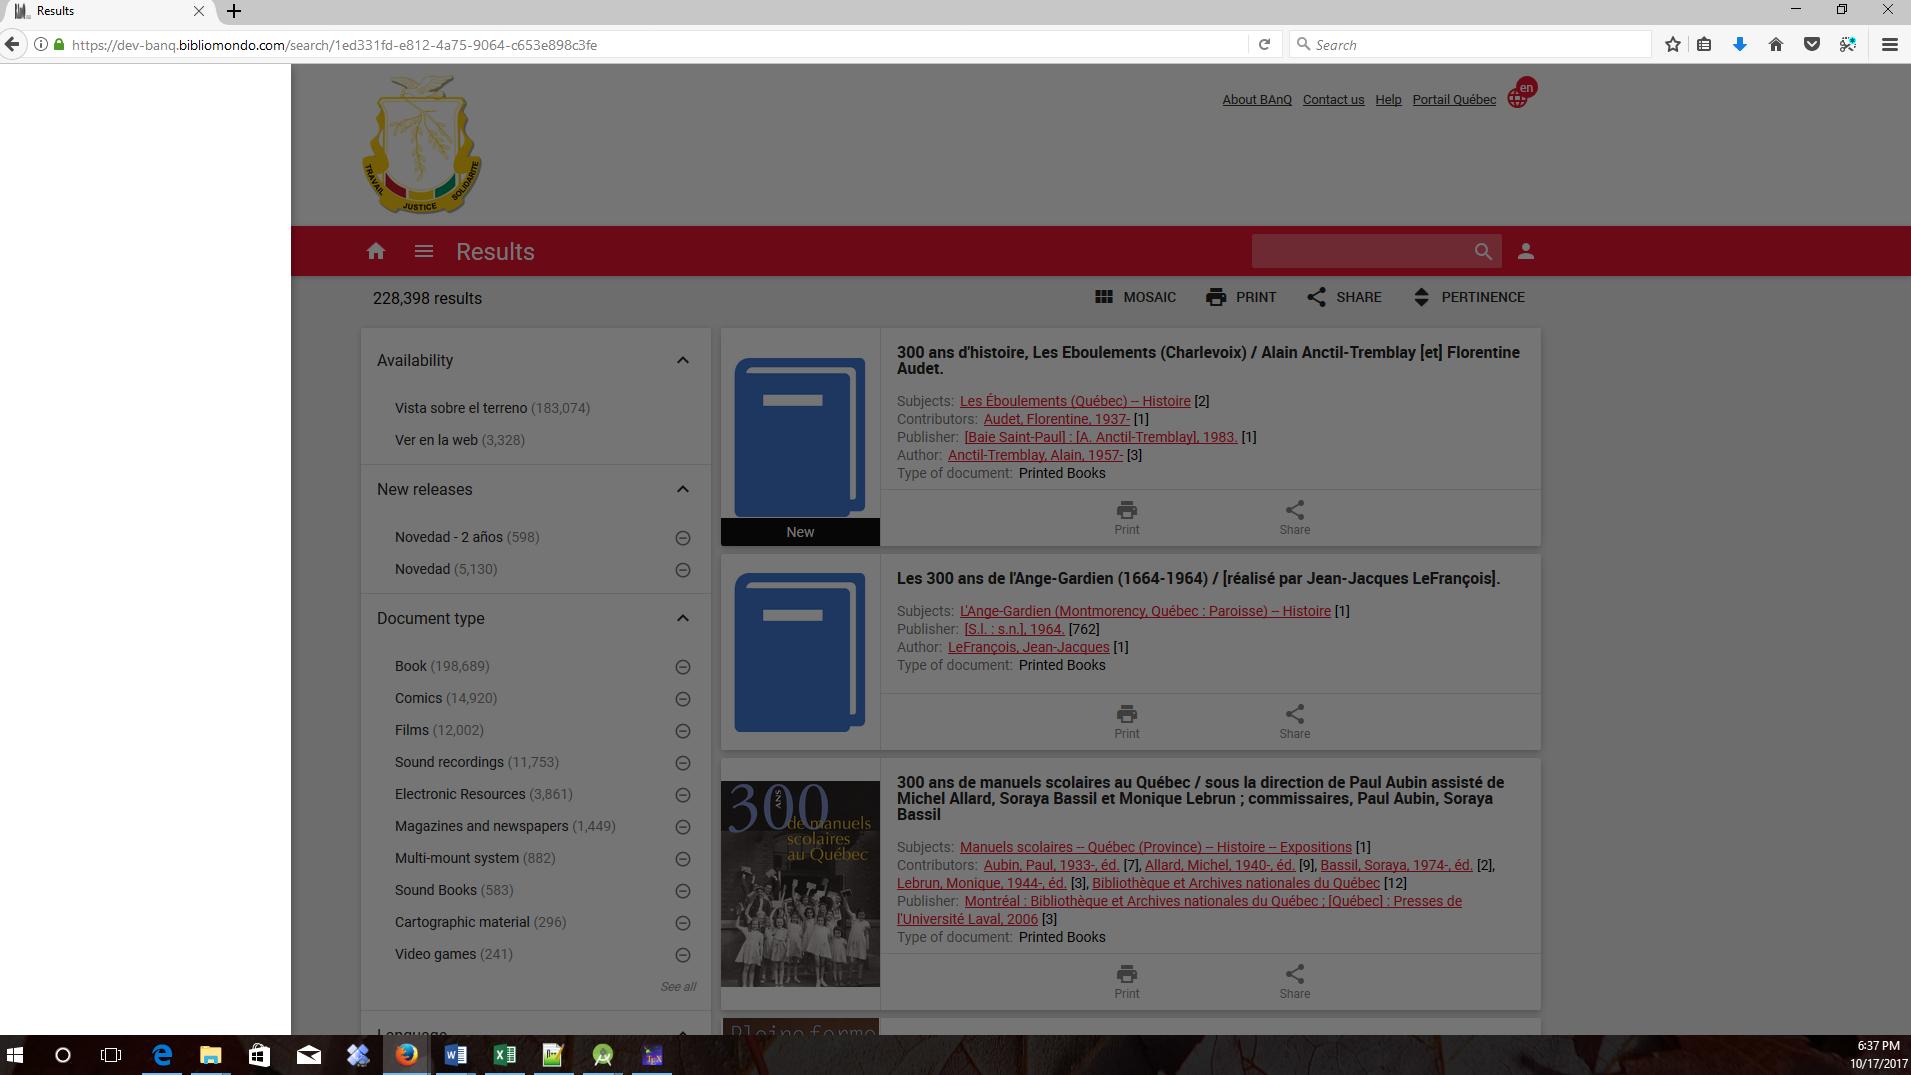 Results
https://dev-banq.bibliomondo.com/search/1ed331fd-e812-4a75-9064-c653e898c3fe
Search
TRAVAIL
JUSTICE
SOLIDARITE
About BAnQ Contact us Help Portail Québec
en
Results
228,398 results
MOSAIC PRINT SHARE PERTINENCE
Availability
Vista sobre el terreno (183,074)
Ver en la web (3,328)
New releases
Novedad - 2 años (598)
Novedad (5,130)
Document type
Book (198,689)
Comics (14,920)
Films (12,002)
Sound recordings (11,753)
Electronic Resources (3,861)
Magazines and newspapers (1,449)
Multi-mount system (882)
Sound Books (583)
Cartographic material (296)
Video games (241)
See all
Language
300 ans d'histoire, Les Eboulements (Charlevoix) / Alain Anctil-Tremblay [et] Florentine
Audet.
Subjects: Les Éboulements (Québec) -- Histoire [2]
Contributors: Audet, Florentine, 1937- [1]
Publisher: [Baie Saint-Paul] : [A. Anctil-Tremblay], 1983. [1]
Author: Anctil-Tremblay, Alain, 1957- [3]
Type of document: Printed Books
New
Print Share
Les 300 ans de l'Ange-Gardien (1664-1964) / [réalisé par Jean-Jacques LeFrançois].
Subjects: L'Ange-Gardien (Montmorency, Québec : Paroisse) -- Histoire [1]
Publisher: [S.l. : s.n.], 1964. [762]
Author: LeFrançois, Jean-Jacques [1]
Type of document: Printed Books
Print Share
300 ANS
de manuels
scolaires
au Québec
300 ans de manuels scolaires au Québec / sous la direction de Paul Aubin assisté de
Michel Allard, Soraya Bassil et Monique Lebrun ; commissaires, Paul Aubin, Soraya
Bassil
Subjects: Manuels scolaires -- Québec (Province) -- Histoire -- Expositions [1]
Contributors: Aubin, Paul, 1933-, éd. [7], Allard, Michel, 1940-, éd. [9], Bassil, Soraya, 1974-, éd. [2],
Lebrun, Monique, 1944-, éd. [3], Bibliothèque et Archives nationales du Québec [12]
Publisher: Montréal : Bibliothèque et Archives nationales du Québec ; [Québec] : Presses de
l'Université Laval, 2006 [3]
Type of document: Printed Books
Print Share
Pleine forme
6:37 PM
10/17/2017